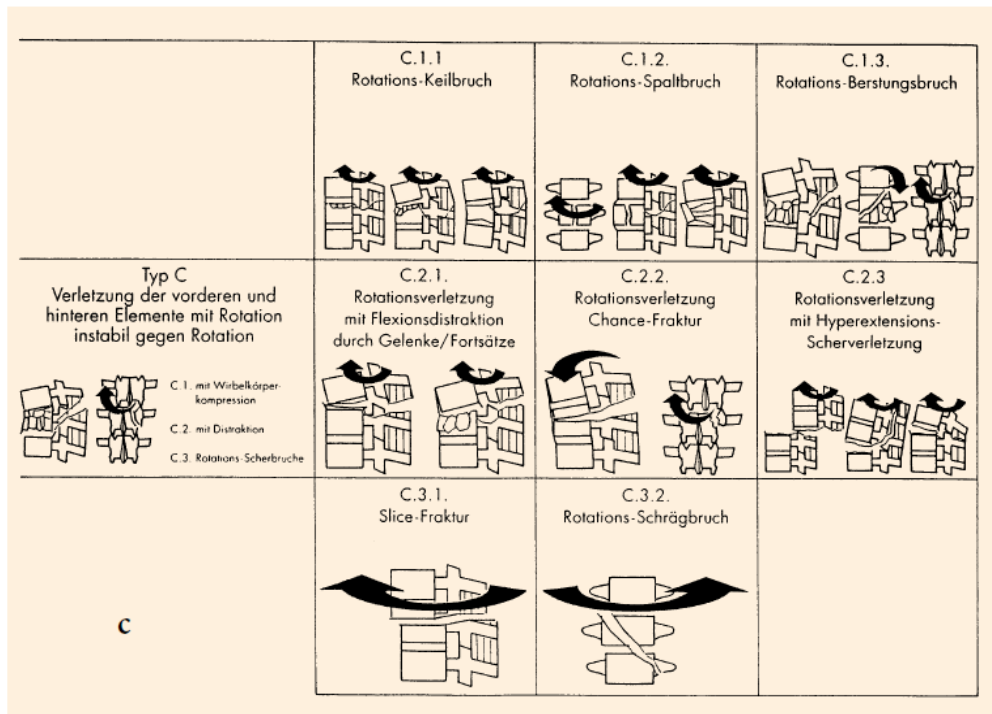 C.1.1
Rotations-Keilbruch
C.1.2.
Rotations-Spaltbruch
C.1.3.
Rotations-Berstungsbruch
Typ C
Verletzung der vorderen und
hinteren Elemente mit Rotation
instabil gegen Rotation
C.1. mit Wirbelkörper-
kompression
C.2. mit Distraktion
C.3. Rotations-Scherbruche
C.2.1.
Rotationsverletzung
mit Flexionsdistraktion
durch Gelenke/Fortsätze
C.2.2.
Rotationsverletzung
Chance-Fraktur
C.2.3
Rotationsverletzung
mit Hyperextensions-
Scherverletzung
C.3.1.
Slice-Fraktur
C.3.2.
Rotations-Schrägbruch
c